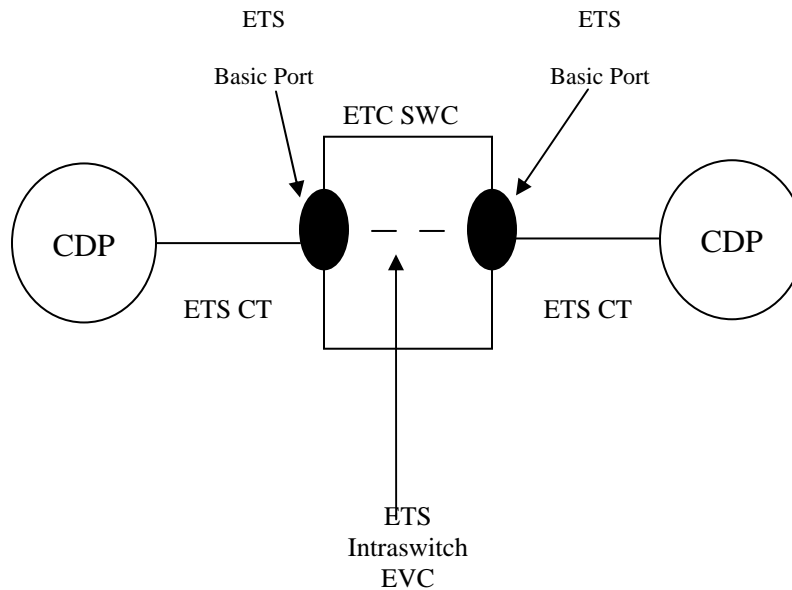 ETS
ETS
Basic Port
Basic Port
ETC SWC
CDP
CDP
ETS CT
ETS CT
ETS
Intraswitch
EVC